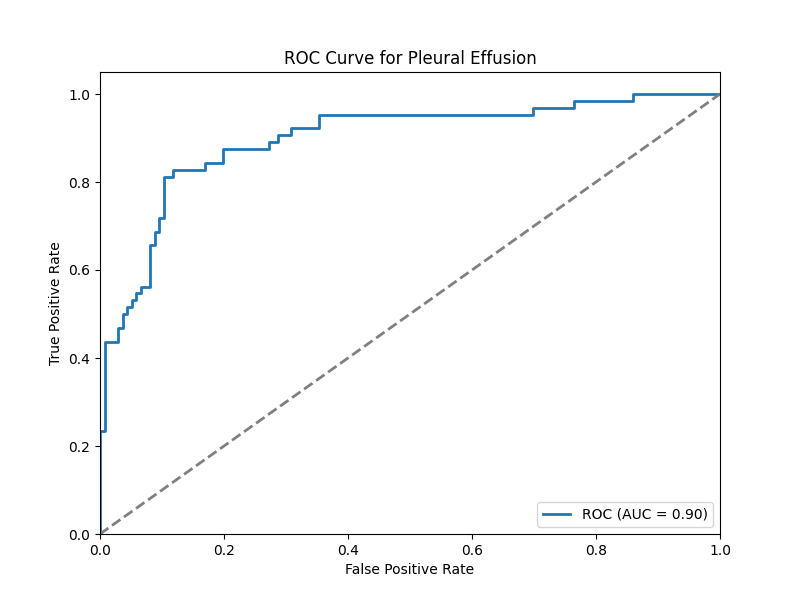 ROC Curve for Pleural Effusion
True Positive Rate
1.0
0.8
0.6
0.4
0.2
0.0
ROC (AUC = 0.90)
0.0 0.2 0.4 0.6 0.8 1.0
False Positive Rate